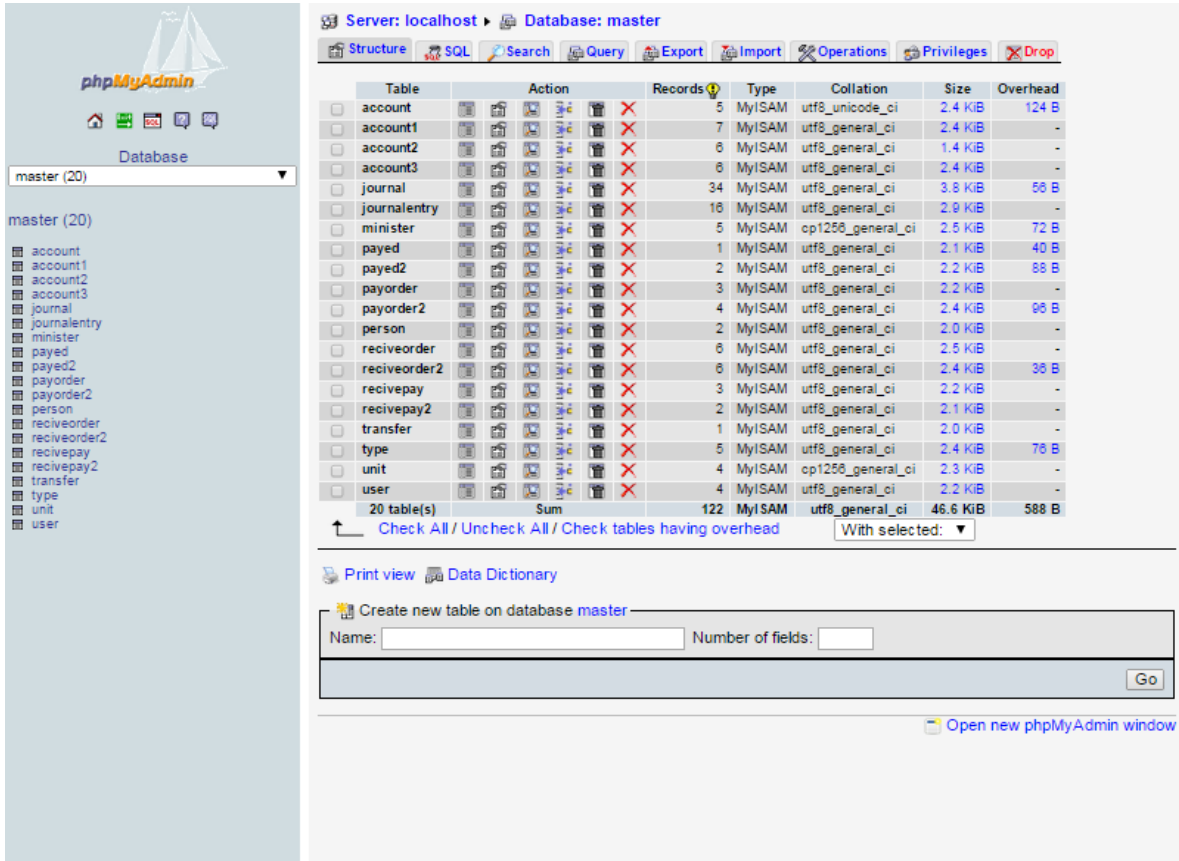 phpMyAdmin
Database
master (20)
master (20)
account
account1
account2
account3
journal
journalentry
minister
payed
payed2
payorder
payorder2
person
reciveorder
reciveorder2
recivepay
recivepay2
transfer
type
unit
user
Server: localhost Database: master
Structure SQL Search Query Export Import Operations Privileges Drop
Table Action Records Type Collation Size Overhead
account 5 MyISAM utf8_unicode_ci 2.4 KiB 124 B
account1 7 MyISAM utf8_general_ci 2.4 KiB -
account2 6 MyISAM utf8_general_ci 1.4 KiB -
account3 6 MyISAM utf8_general_ci 2.4 KiB -
journal 34 MyISAM utf8_general_ci 3.8 KiB 56 B
journalentry 16 MyISAM utf8_general_ci 2.9 KiB -
minister 5 MyISAM cp1256_general_ci 2.5 KiB 72 B
payed 1 MyISAM utf8_general_ci 2.1 KiB 40 B
payed2 2 MyISAM utf8_general_ci 2.2 KiB 88 B
payorder 3 MyISAM utf8_general_ci 2.2 KiB -
payorder2 4 MyISAM utf8_general_ci 2.4 KiB 96 B
person 2 MyISAM utf8_general_ci 2.0 KiB -
reciveorder 6 MyISAM utf8_general_ci 2.5 KiB -
reciveorder2 6 MyISAM utf8_general_ci 2.4 KiB 36 B
recivepay 3 MyISAM utf8_general_ci 2.2 KiB -
recivepay2 2 MyISAM utf8_general_ci 2.1 KiB -
transfer 1 MyISAM utf8_general_ci 2.0 KiB -
type 5 MyISAM utf8_general_ci 2.4 KiB 76 B
unit 4 MyISAM cp1256_general_ci 2.3 KiB -
user 4 MyISAM utf8_general_ci 2.2 KiB -
20 table(s) Sum 122 MyISAM utf8_general_ci 46.6 KiB 588 B
Check All / Uncheck All / Check tables having overhead With selected:
Print view Data Dictionary
Create new table on database master
Name: Number of fields:
Go
Open new phpMyAdmin window